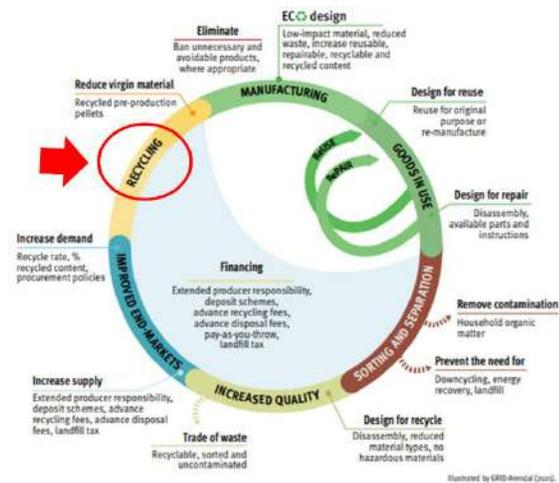 Eliminate
Ban unnecessary and
avoidable products,
where appropriate
ECO design
Low-impact material, reduced
waste, increase reusable,
repairable, recyclable and
recycled content
Reduce virgin material
Recycled pre-production
pellets
MANUFACTURING
Design for reuse
Reuse for original
purpose or
re-manufacture
REUSE
REPAIR
GOODS IN USE
RECYCLING
Design for repair
Disassembly,
available parts and
instructions
Increase demand
Recycle rate, %
recycled content,
procurement policies
IMPROVED END-MARKETS
Financing
Extended producer responsibility,
deposit schemes,
advance recycling fees,
advance disposal fees,
pay-as-you-throw,
landfill tax
SORTING AND SEPARATION
Remove contamination
Household organic
matter
Prevent the need for
Downcycling, energy
recovery, landfill
Increase supply
Extended producer responsibility,
deposit schemes, advance
recycling fees, advance disposal
fees, landfill tax
INCREASED QUALITY
Trade of waste
Recyclable, sorted and
uncontaminated
Design for recycle
Disassembly, reduced
material types, no
hazardous materials
Illustrated by GRID-Arendal (2020).